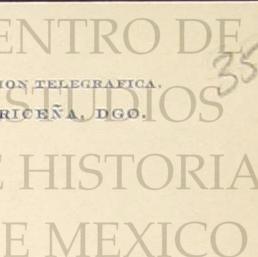 ENTRO DE
35
ION TELEGRAFICA.
STUDIOS
RICEÑA, DGO.
E HISTORIA
E MEXICO